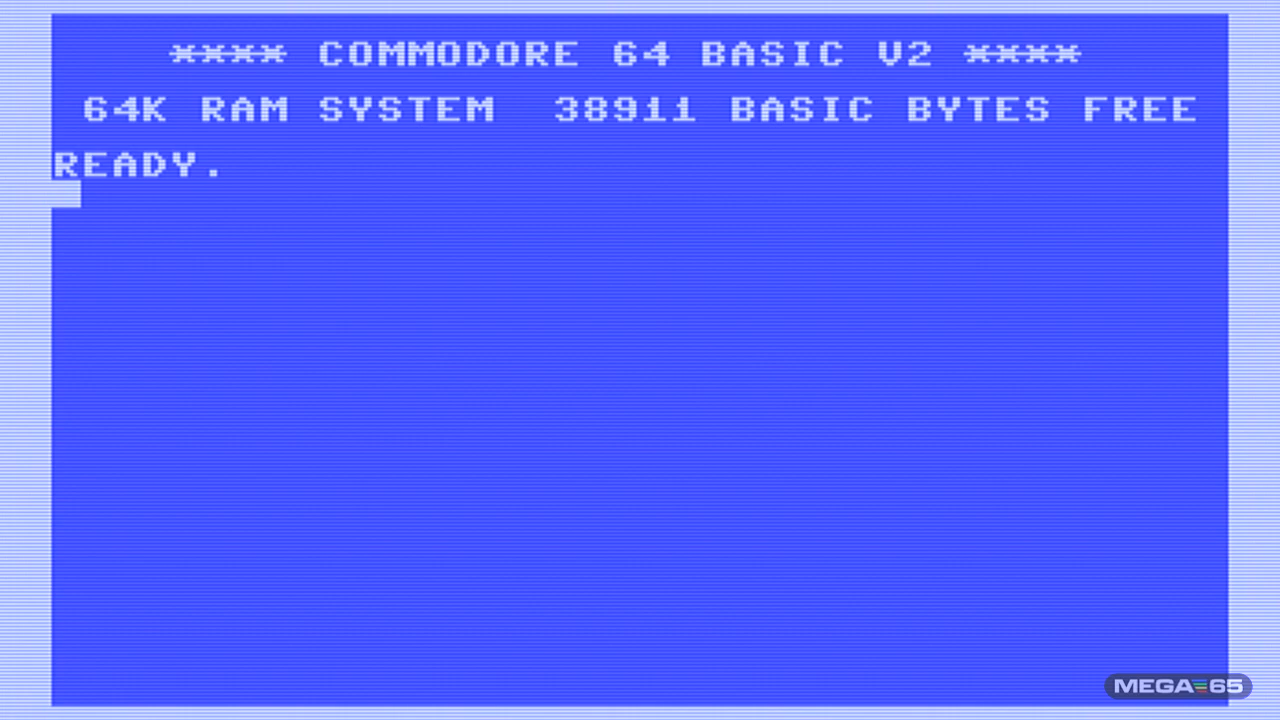 **** COMMODORE 64 BASIC V2 ****
64K RAM SYSTEM  38911 BASIC BYTES FREE
READY.
MEGA65